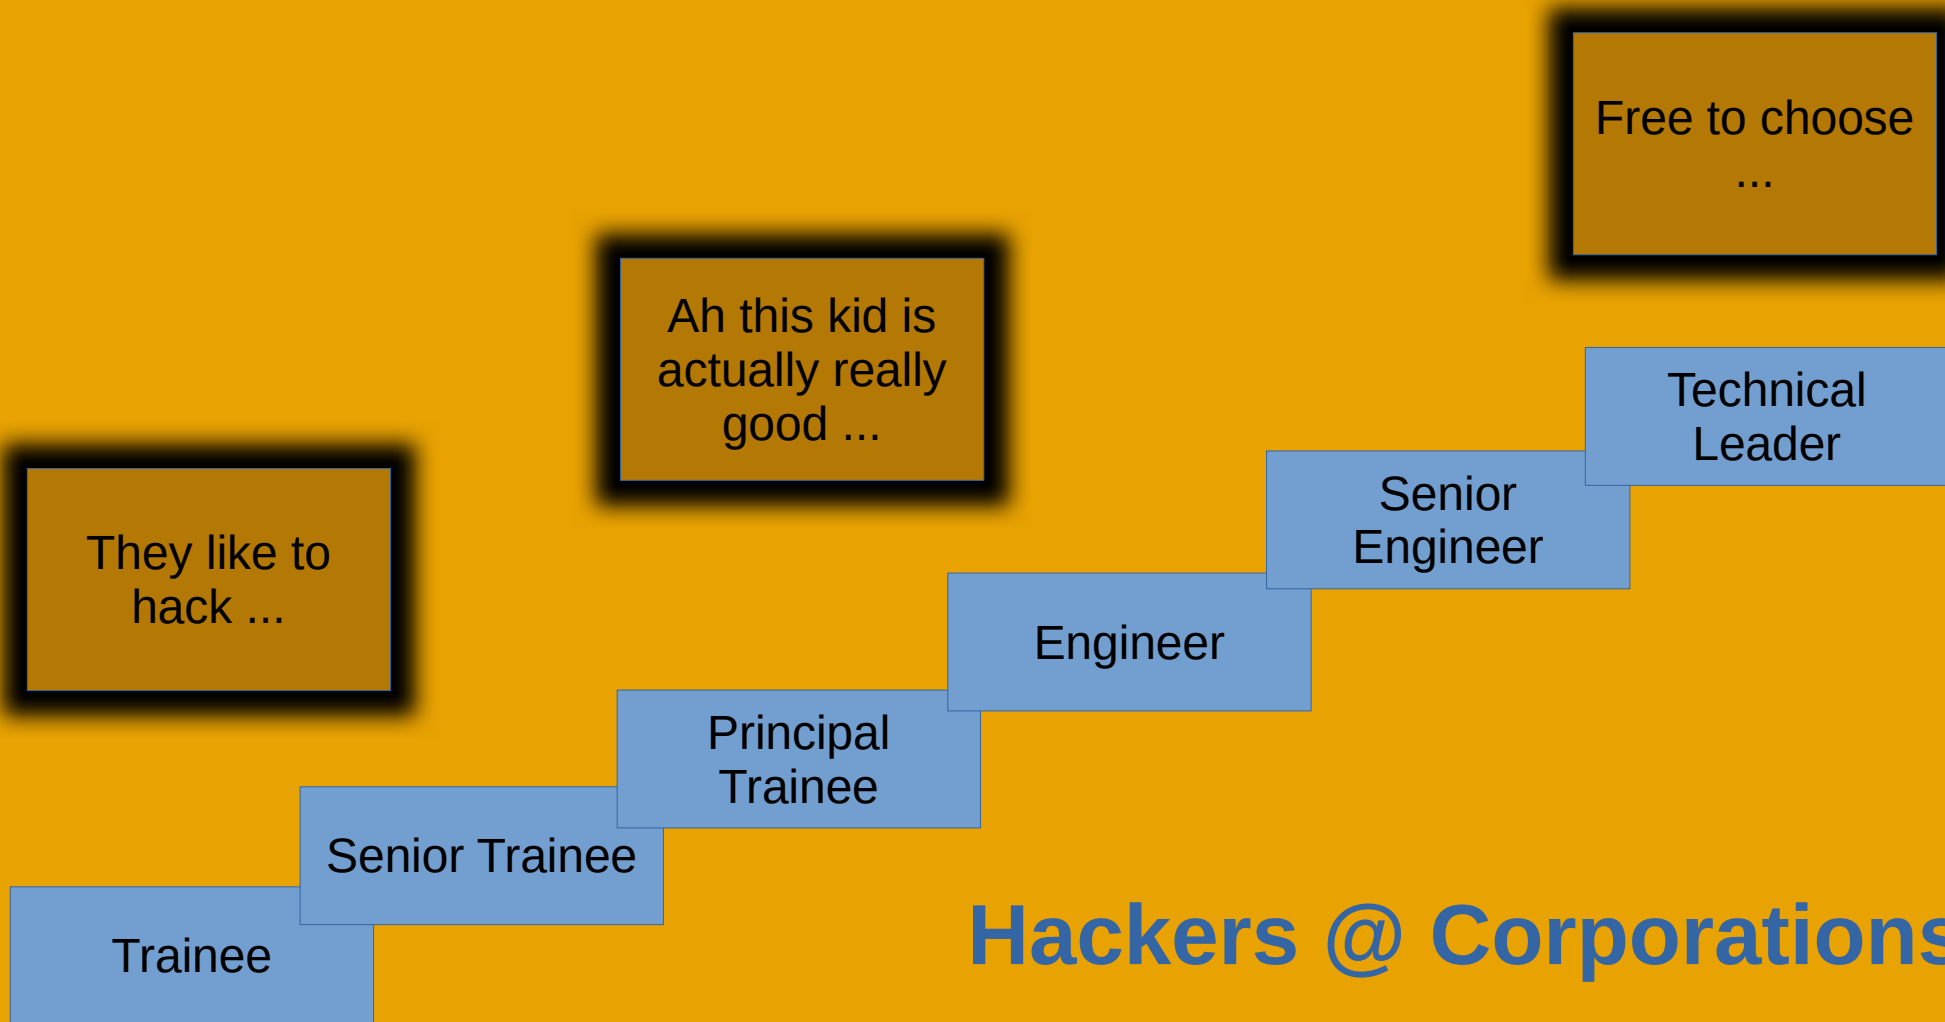 Free to choose
...
Ah this kid is
actually really
good ...
They like to
hack ...
Technical
Leader
Senior
Engineer
Engineer
Principal
Trainee
Senior Trainee
Trainee
Hackers @ Corporations